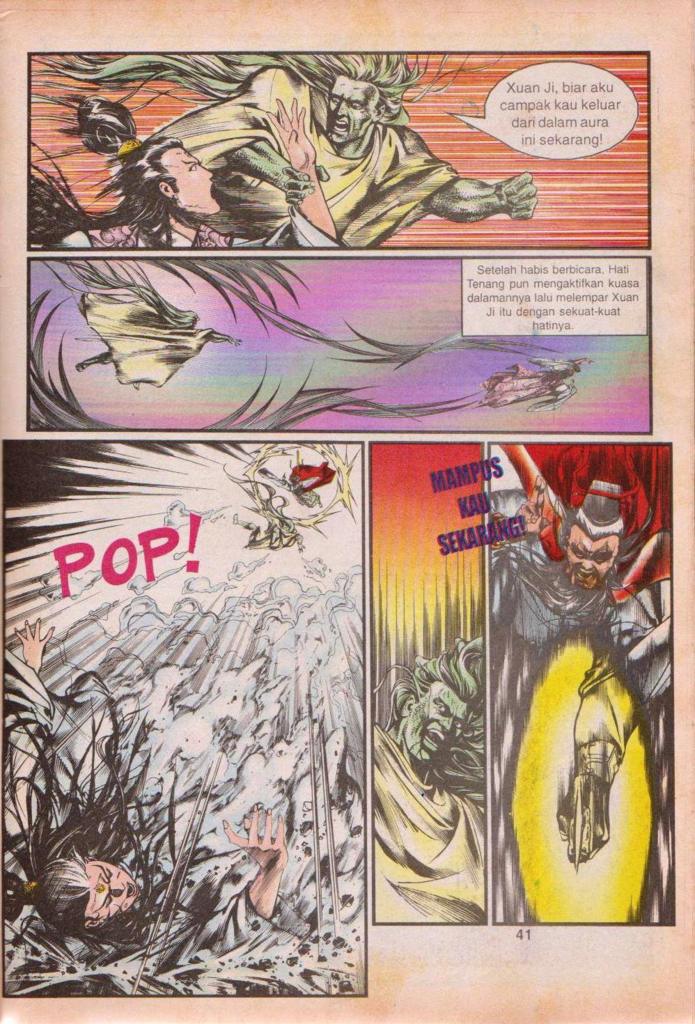 Xuan Ji, biar aku
campak kau keluar
dari dalam aura
ini sekarang!
Setelah habis berbicara, Hati
Tenang pun mengaktifkan kuasa
dalamannya lalu melempar Xuan
Ji itu dengan sekuat-kuat
hatinya.
POP!
MAMPUS
KAU
SEKARANG!
41